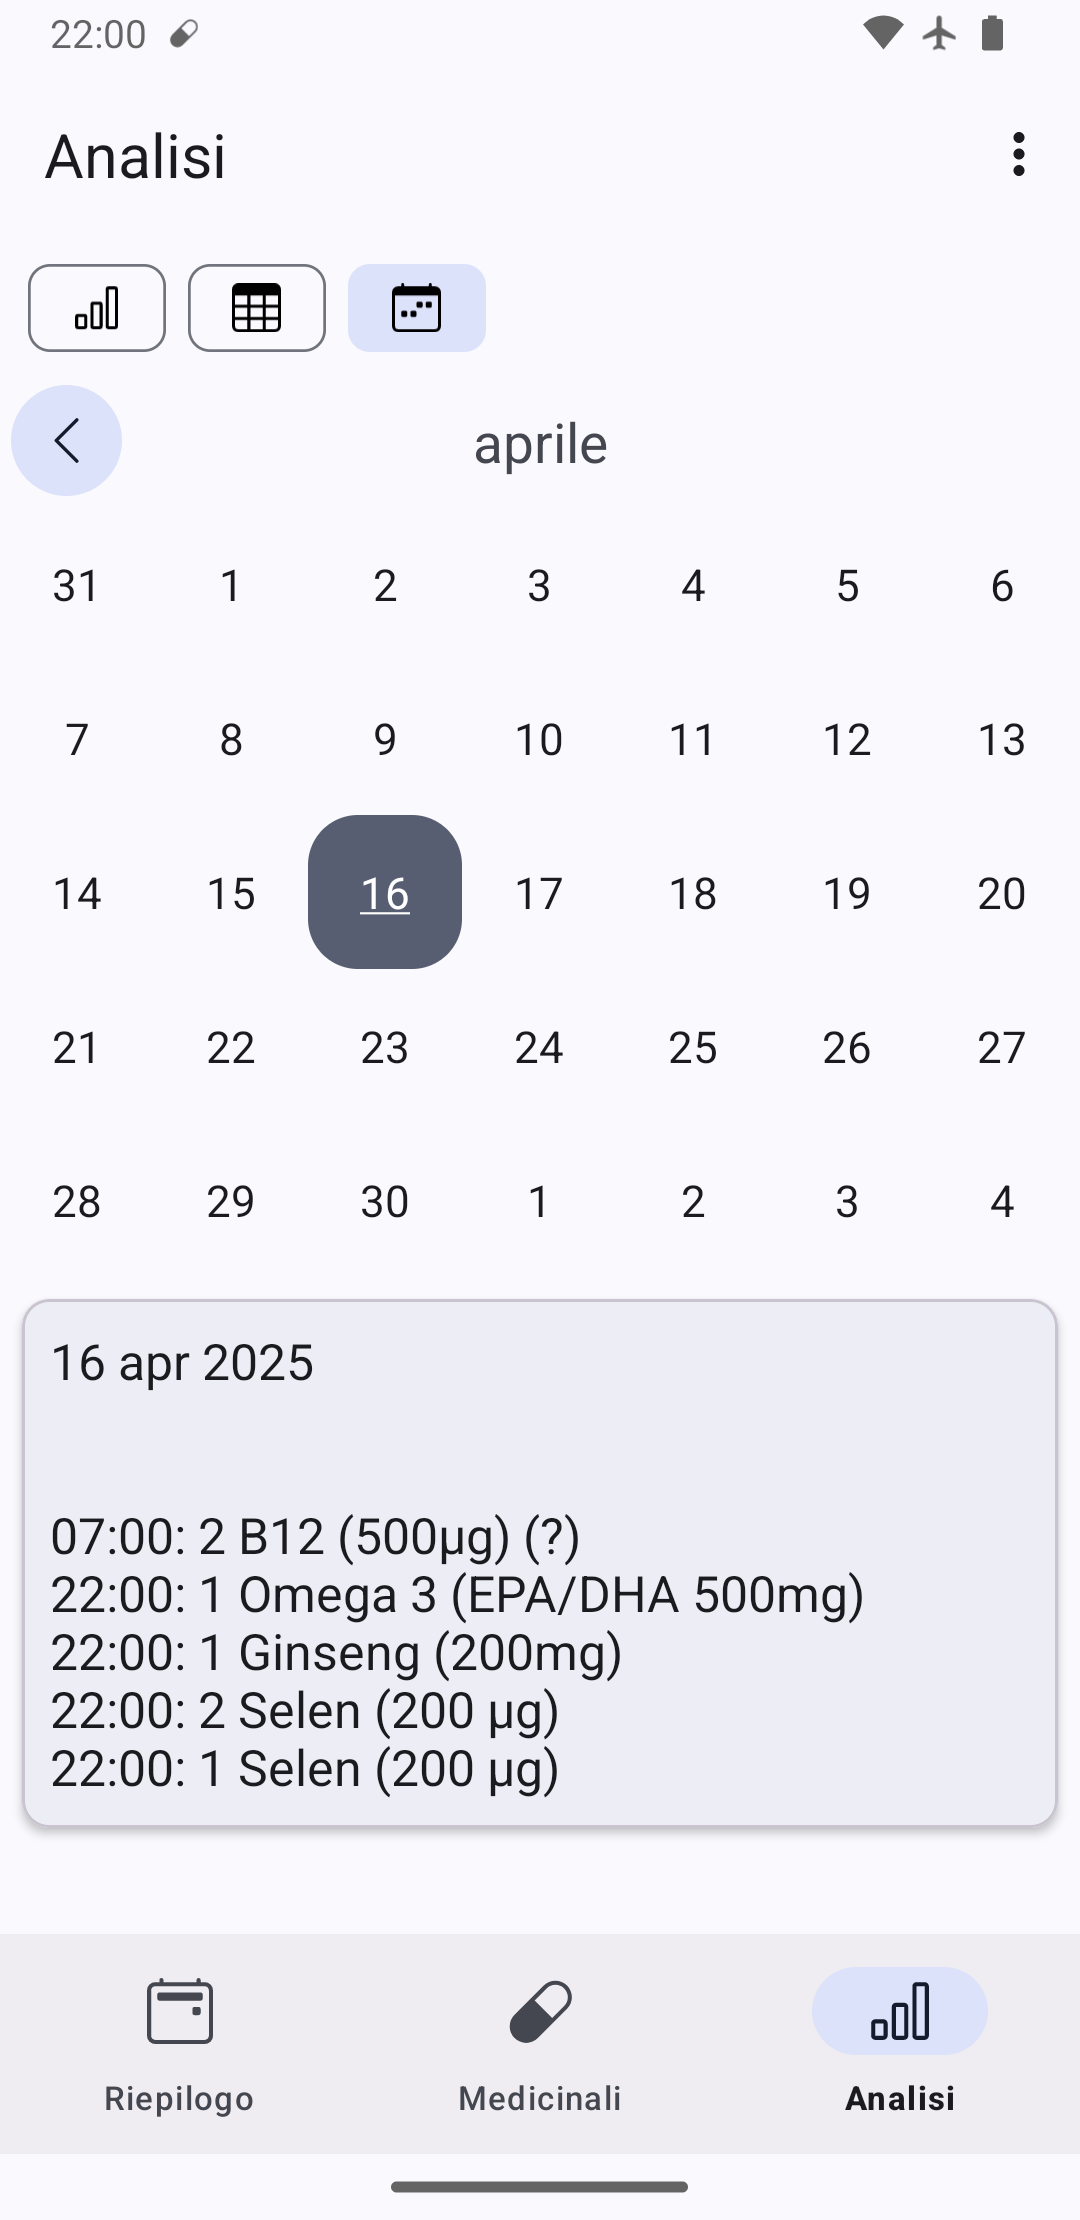 22:00
Analisi
aprile
31 1 2 3 4 5 6
7 8 9 10 11 12 13
14 15 16 17 18 19 20
21 22 23 24 25 26 27
28 29 30 1 2 3 4
16 apr 2025
07:00: 2 B12 (500µg) (?)
22:00: 1 Omega 3 (EPA/DHA 500mg)
22:00: 1 Ginseng (200mg)
22:00: 2 Selen (200 µg)
22:00: 1 Selen (200 µg)
Riepilogo Medicinali Analisi